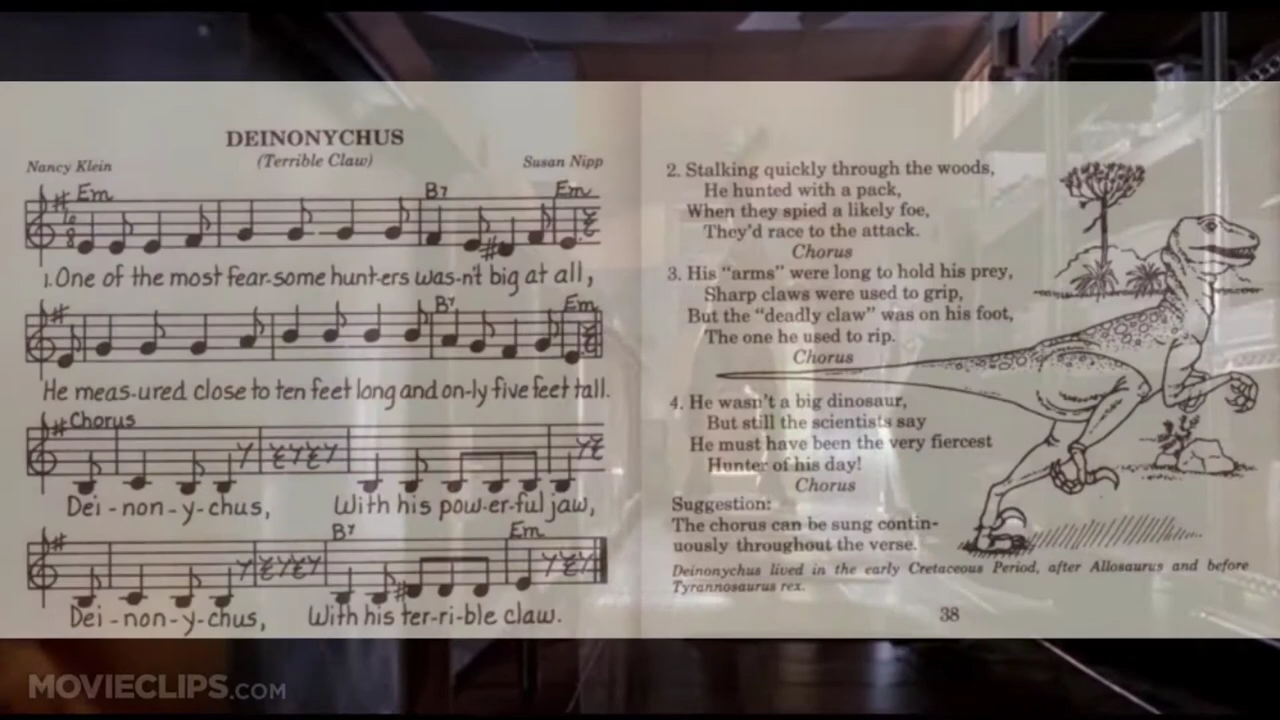 DEINONYCHUS
(Terrible Claw)
Nancy Klein
Susan Nipp
Em B7 Em
1. One of the most fear-some hunt-ers was-n't big at all,
B7 Em
He meas-ured close to ten feet long and on-ly five feet tall.
Chorus
Dei-non-y-chus, With his pow-er-ful jaw,
B7 Em
Dei-non-y-chus, With his ter-ri-ble claw.
2. Stalking quickly through the woods,
He hunted with a pack,
When they spied a likely foe,
They'd race to the attack.
Chorus
3. His "arms" were long to hold his prey,
Sharp claws were used to grip,
But the "deadly claw" was on his foot,
The one he used to rip.
Chorus
4. He wasn't a big dinosaur,
But still the scientists say
He must have been the very fiercest
Hunter of his day!
Chorus
Suggestion:
The chorus can be sung contin-
uously throughout the verse.
Deinonychus lived in the early Cretaceous Period, after Allosaurus and before
Tyrannosaurus rex.
38
MOVIECLIPS.COM